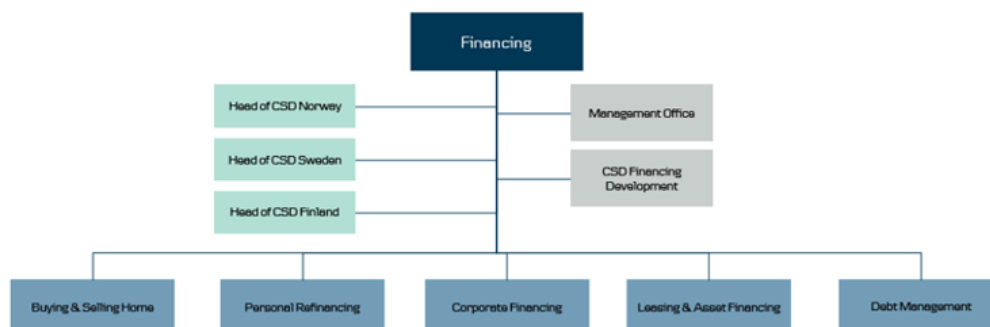 Financing
Head of CSD Norway
Management Office
Head of CSD Sweden
CSD Financing
Development
Head of CSD Finland
Buying & Selling Home
Personal Refinancing
Corporate Financing
Leasing & Asset Financing
Debt Management